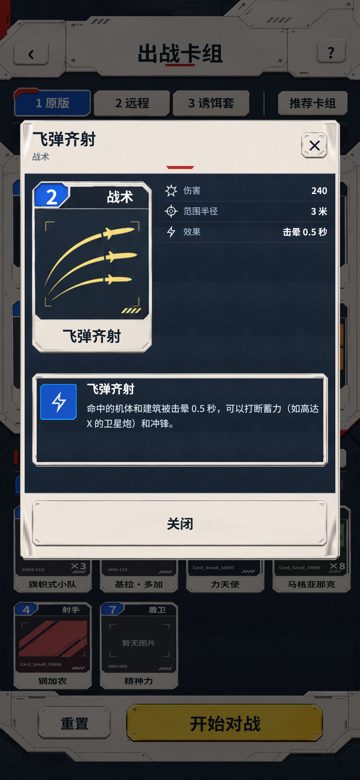 出战卡组
?
1 原版
2 远程
3 诱饵套
推荐卡组
飞弹齐射
战术
2
战术
飞弹齐射
伤害 240
范围半径 3 米
效果 击晕 0.5 秒
飞弹齐射
命中的机体和建筑被击晕 0.5 秒，可以打断蓄力（如高达
X 的卫星炮）和冲锋。
关闭
×3
×8
旗帜式小队
基拉·多加
力天使
马格亚那克
4 射手
7 盾卫
暂无图片
钢加农
精神力
重置
开始对战